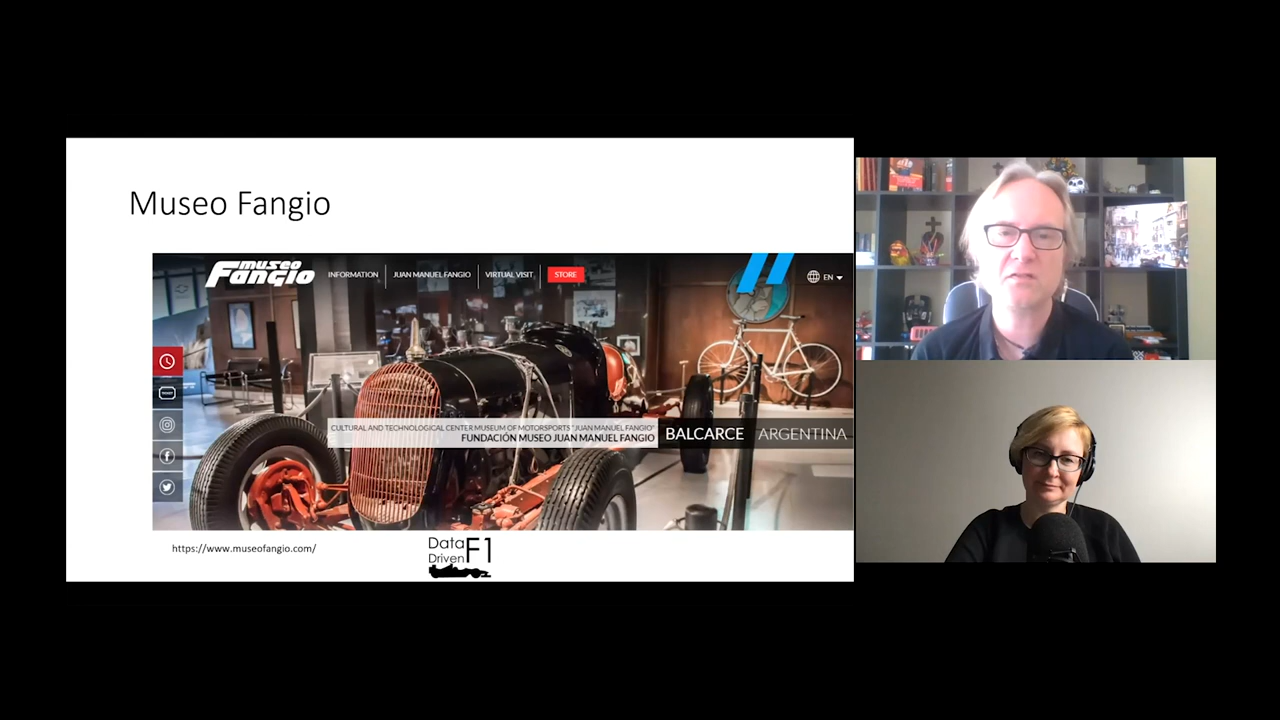 Museo Fangio
museo
Fangio
INFORMATION
JUAN MANUEL FANGIO
VIRTUAL VISIT
STORE
EN
CULTURAL AND TECHNOLOGICAL CENTER MUSEUM OF MOTORSPORTS "JUAN MANUEL FANGIO"
FUNDACIÓN MUSEO JUAN MANUEL FANGIO
BALCARCE ARGENTINA
https://www.museofangio.com/
Data
Driven
F1